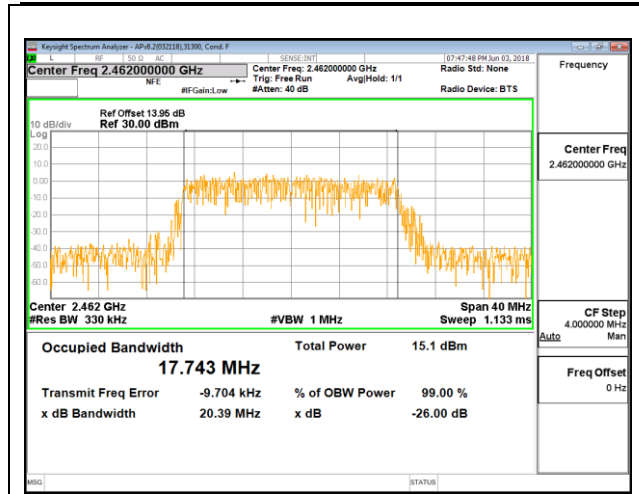 Keysight Spectrum Analyzer - APv8.2(032118),31300, Cond. F
L RF 50 Ω AC SENSE:INT 07:47:48 PM Jun 03, 2018
Center Freq 2.462000000 GHz
NFE
#IFGain:Low
Center Freq: 2.462000000 GHz
Trig: Free Run Avg|Hold: 1/1
#Atten: 40 dB
Radio Std: None
Radio Device: BTS
Frequency
Ref Offset 13.95 dB
10 dB/div Ref 30.00 dBm
Log
20.0
10.0
0.00
-10.0
-20.0
-30.0
-40.0
-50.0
-60.0
Center Freq
2.462000000 GHz
Center 2.462 GHz Span 40 MHz
#Res BW 330 kHz #VBW 1 MHz Sweep 1.133 ms
CF Step
4.000000 MHz
Auto Man
Occupied Bandwidth Total Power 15.1 dBm
17.743 MHz
Freq Offset
0 Hz
Transmit Freq Error -9.704 kHz % of OBW Power 99.00 %
x dB Bandwidth 20.39 MHz x dB -26.00 dB
MSG STATUS